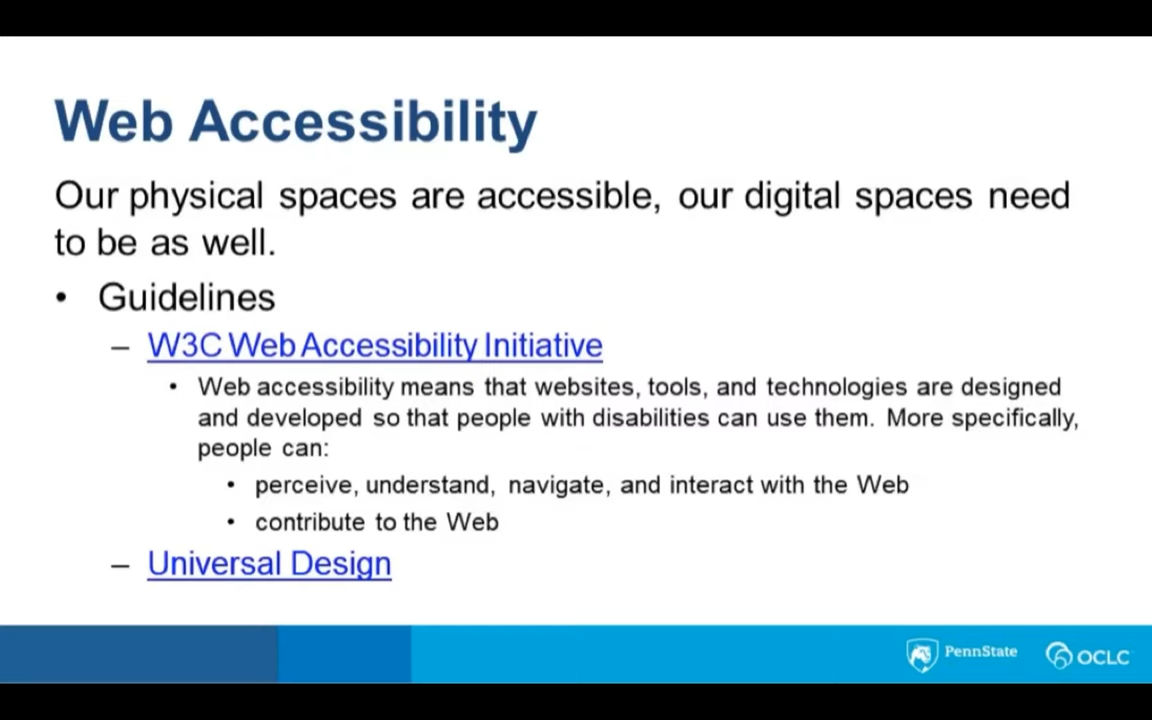 Web Accessibility
Our physical spaces are accessible, our digital spaces need
to be as well.
• Guidelines
– W3C Web Accessibility Initiative
• Web accessibility means that websites, tools, and technologies are designed
and developed so that people with disabilities can use them. More specifically,
people can:
• perceive, understand, navigate, and interact with the Web
• contribute to the Web
– Universal Design
PennState OCLC